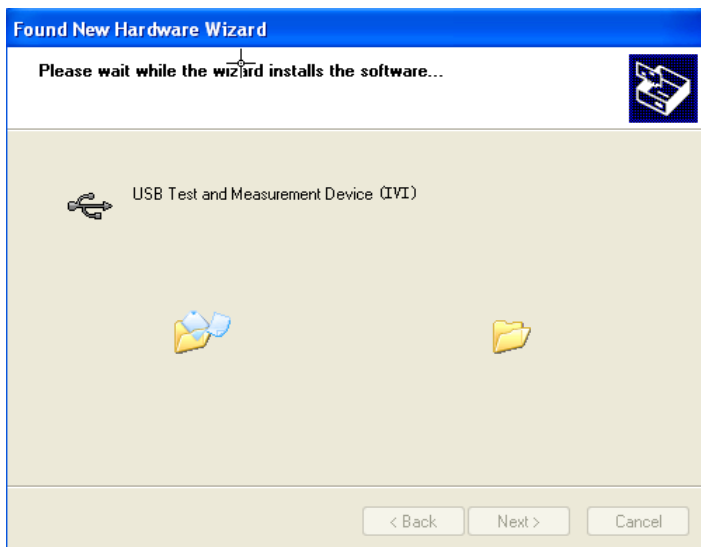 Found New Hardware Wizard
Please wait while the wizard installs the software...
USB Test and Measurement Device (IVI)
< Back
Next >
Cancel